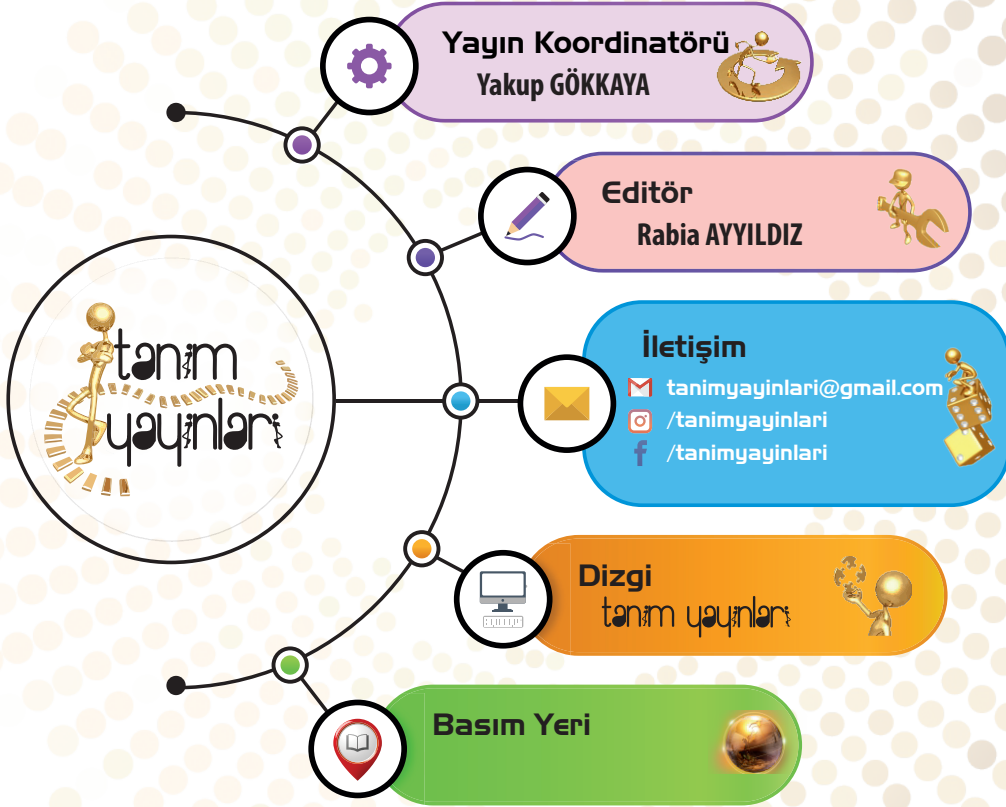 Yayın Koordinatörü
Yakup GÖKKAYA
Editör
Rabia AYYILDIZ
tanım
yayınları
İletişim
tanimyayinlari@gmail.com
/tanimyayinlari
/tanimyayinlari
Dizgi
tanım yayınları
Basım Yeri